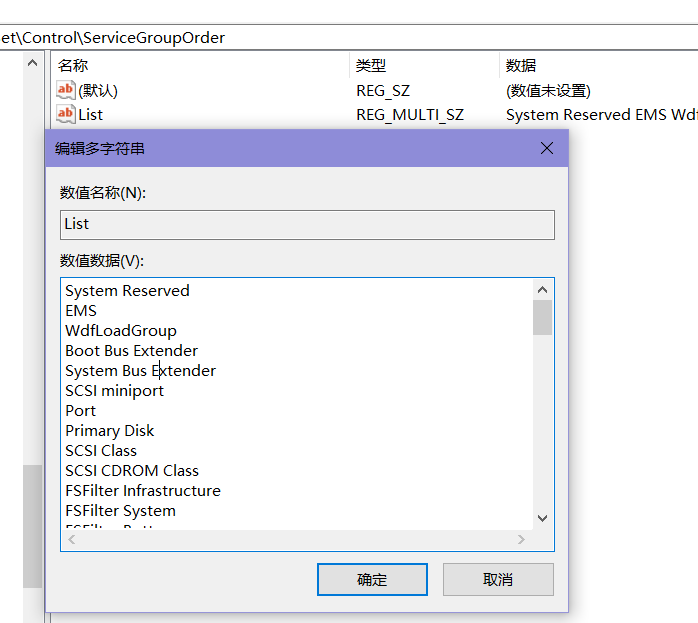 et\Control\ServiceGroupOrder
名称 类型 数据
ab (默认) REG_SZ (数值未设置)
ab List REG_MULTI_SZ System Reserved EMS Wdf
编辑多字符串
数值名称(N):
List
数值数据(V):
System Reserved
EMS
WdfLoadGroup
Boot Bus Extender
System Bus Extender
SCSI miniport
Port
Primary Disk
SCSI Class
SCSI CDROM Class
FSFilter Infrastructure
FSFilter System
确定 取消